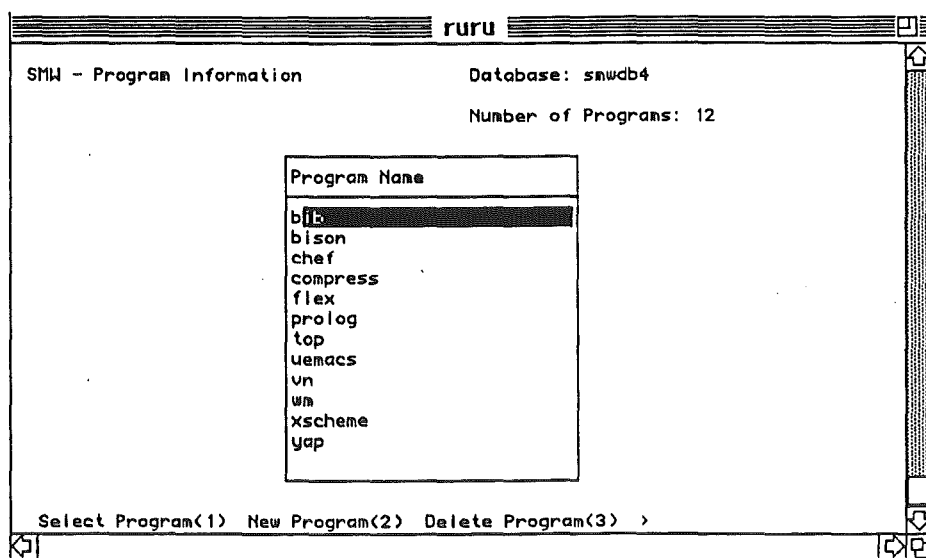 ruru
SMW - Program Information
Database: smwdb4
Number of Programs: 12
Program Name
bib
bison
chef
compress
flex
prolog
top
uemacs
vn
wm
xscheme
yap
Select Program(1) New Program(2) Delete Program(3) >